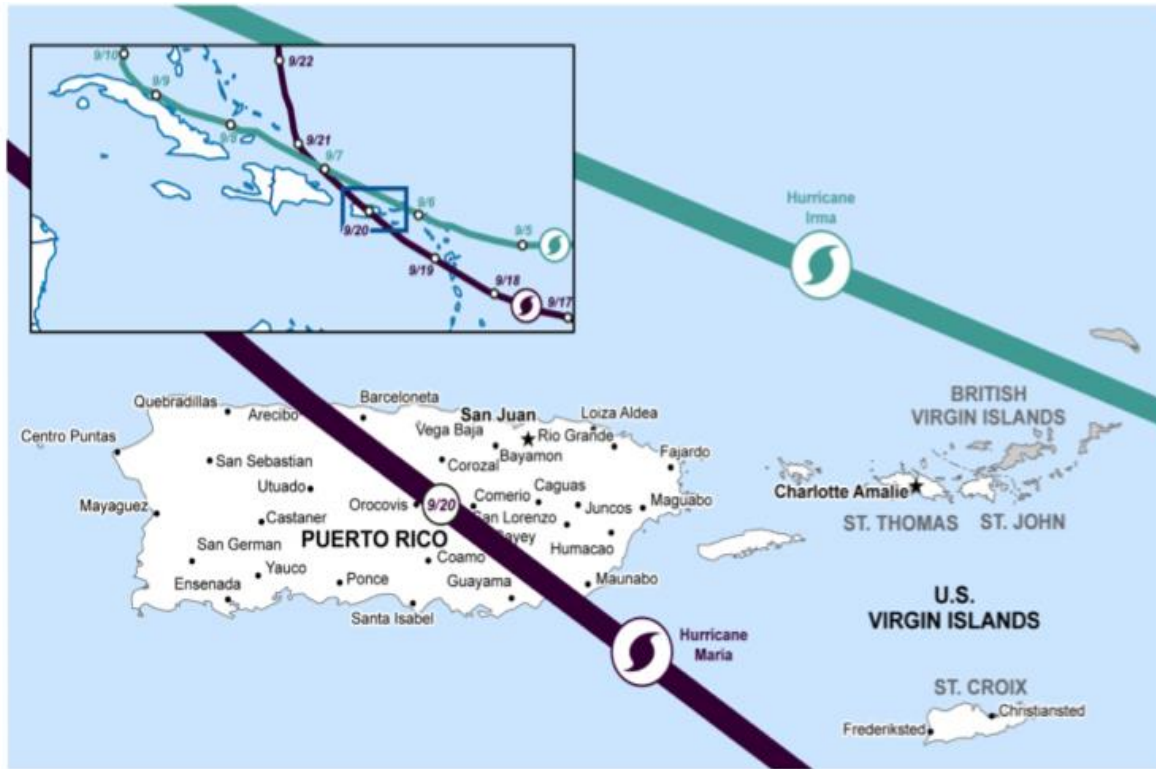 9/10
9/9
9/8
9/7
9/6
9/5
9/22
9/21
9/20
9/19
9/18
9/17
Hurricane
Irma
BRITISH
VIRGIN ISLANDS
Quebradillas
Arecibo
Barceloneta
San Juan
Loiza Aldea
Vega Baja
Rio Grande
Centro Puntas
Bayamon
Fajardo
San Sebastian
Corozal
Utuado
Caguas
Charlotte Amalie
Mayaguez
Orocovis
9/20
Comerio
Juncos
Maguabo
Castaner
San Lorenzo
ST. THOMAS
ST. JOHN
PUERTO RICO
Humacao
San German
Coamo
Yauco
Ponce
Guayama
Maunabo
Ensenada
Santa Isabel
U.S.
VIRGIN ISLANDS
Hurricane
Maria
ST. CROIX
Christiansted
Frederiksted